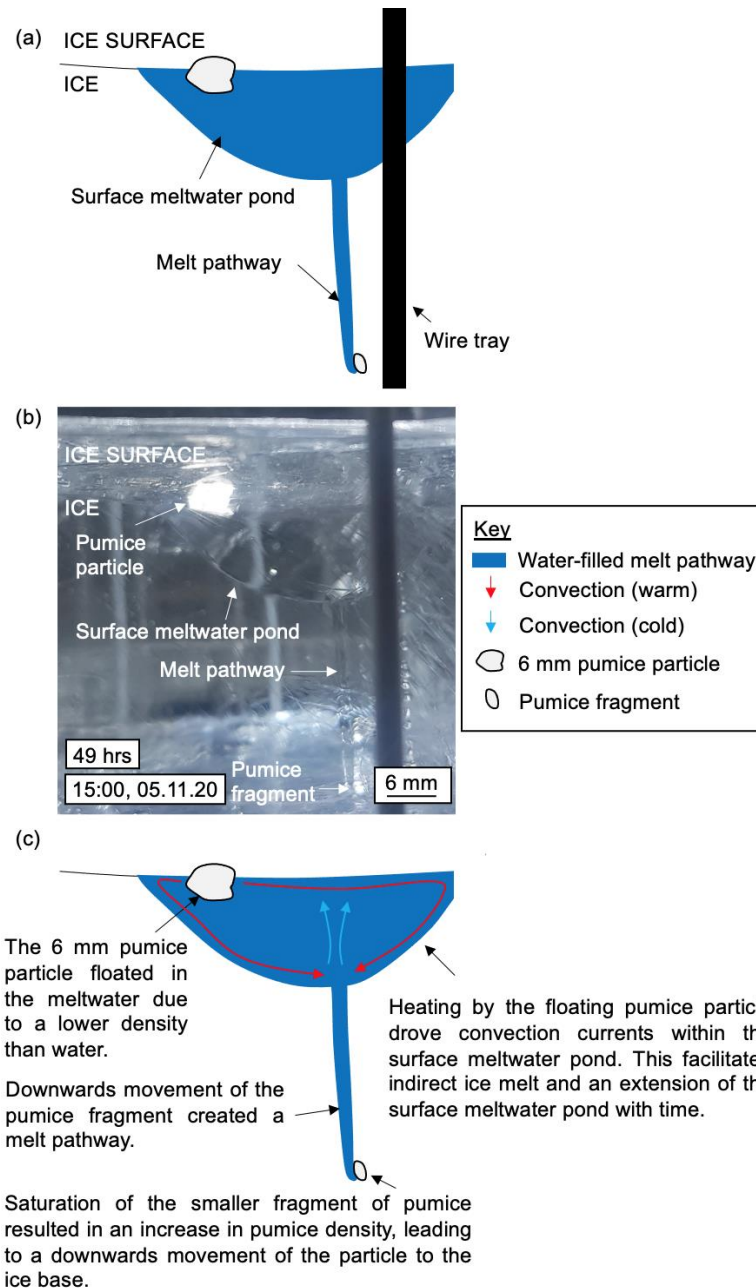 (a)
ICE SURFACE
ICE
Surface meltwater pond
Melt pathway
Wire tray
(b)
ICE SURFACE
ICE
Pumice
particle
Surface meltwater pond
Melt pathway
Pumice
fragment
49 hrs
15:00, 05.11.20
6 mm
Key
Water-filled melt pathway
Convection (warm)
Convection (cold)
6 mm pumice particle
Pumice fragment
(c)
The 6 mm pumice
particle floated in
the meltwater due
to a lower density
than water.
Downwards movement of the
pumice fragment created a
melt pathway.
Heating by the floating pumice partic
drove convection currents within th
surface meltwater pond. This facilitate
indirect ice melt and an extension of th
surface meltwater pond with time.
Saturation of the smaller fragment of pumice
resulted in an increase in pumice density, leading
to a downwards movement of the particle to the
ice base.